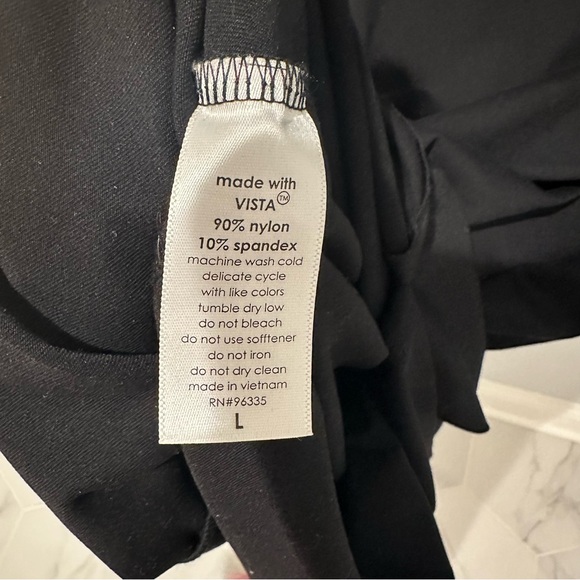 made with
VISTA™
90% nylon
10% spandex
machine wash cold
delicate cycle
with like colors
tumble dry low
do not bleach
do not use sofftener
do not iron
do not dry clean
made in vietnam
RN#96335
L